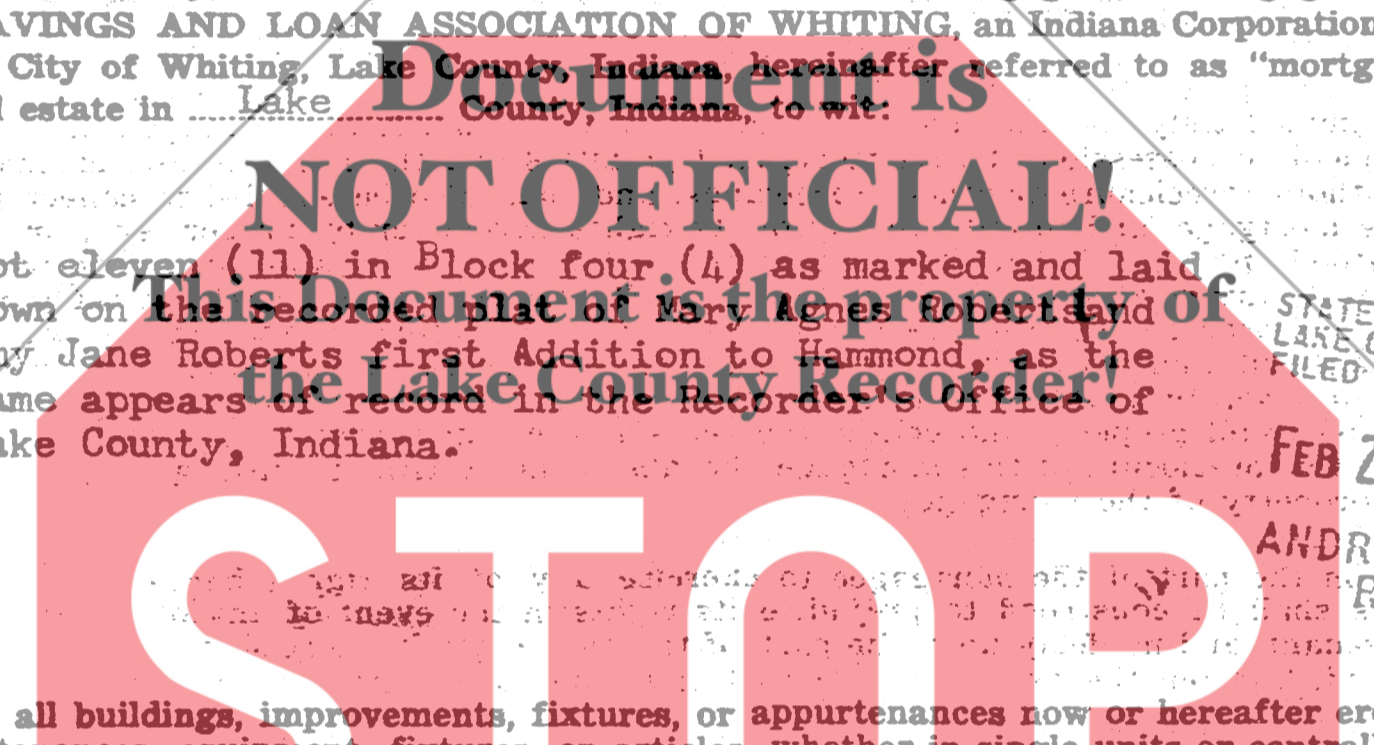 AVINGS AND LOAN ASSOCIATION OF WHITING, an Indiana Corporation
City of Whiting, Lake County, Indiana, hereinafter referred to as "mortg
l estate in Lake County, Indiana, to wit:
Document is
NOT OFFICIAL!
This Document is the property of
the Lake County Recorder!
ot eleven (11) in Block four (4) as marked and laid
own on the recorded plat of Mary Agnes Roberts and
ny Jane Roberts first Addition to Hammond, as the
ame appears of record in the Recorder's Office of
ake County, Indiana.
STATE
LAKE C
FILED
FEB 2
ANDR
R
STOP
all buildings, improvements, fixtures, or appurtenances now or hereafter ere